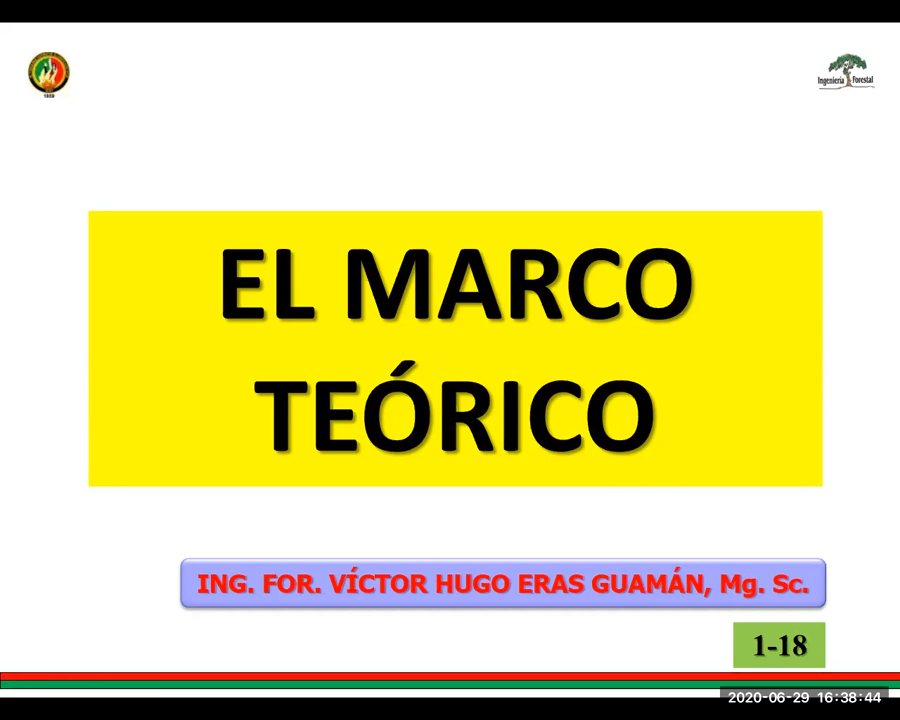 1859
Ingeniería Forestal
EL MARCO
TEÓRICO
ING. FOR. VÍCTOR HUGO ERAS GUAMÁN, Mg. Sc.
1-18
2020-06-29 16:38:44